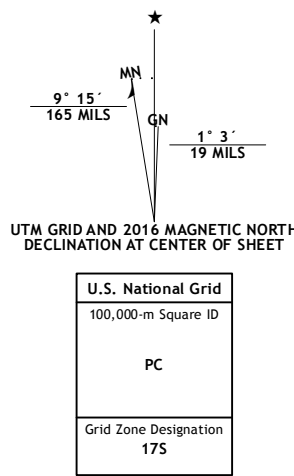 ★
MN
GN
9° 15´
165 MILS
1° 3´
19 MILS
UTM GRID AND 2016 MAGNETIC NORTH
DECLINATION AT CENTER OF SHEET
U.S. National Grid
100,000-m Square ID
PC
Grid Zone Designation
17S